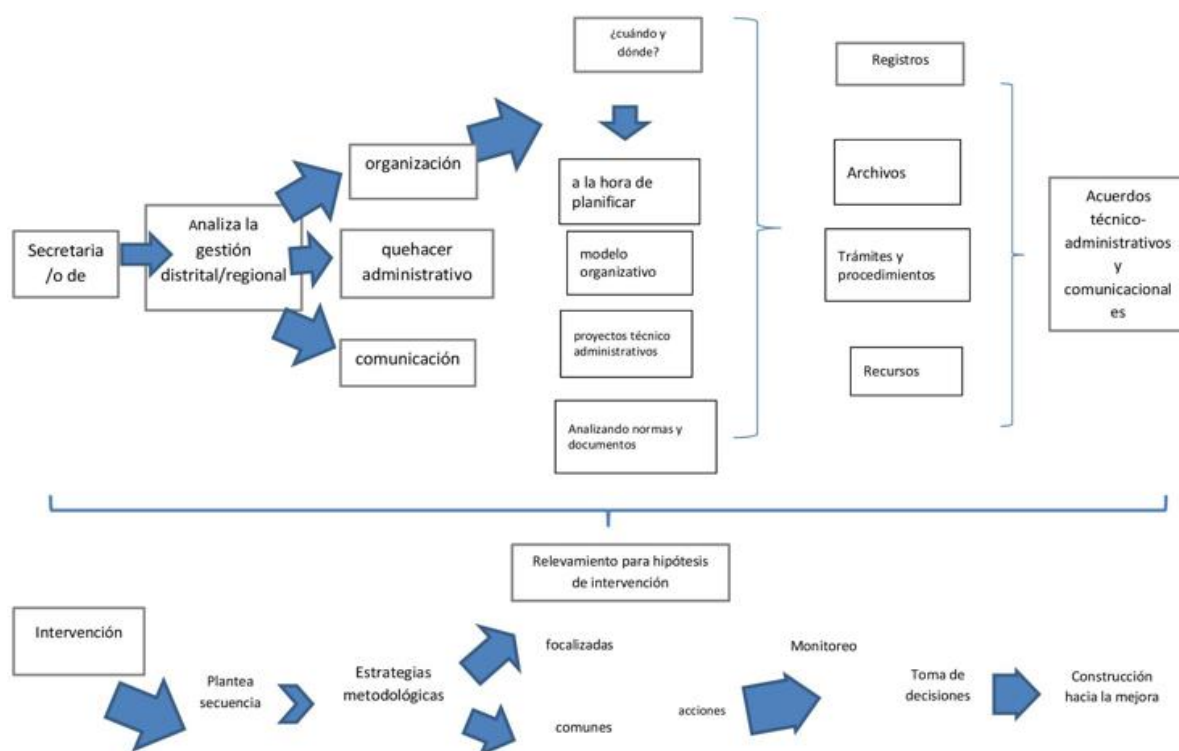 ¿cuándo y
dónde?
Registros
organización
a la hora de
planificar
Archivos
Secretaria
/o de
Analiza la
gestión
distrital/regional
quehacer
administrativo
modelo
organizativo
Trámites y
procedimientos
Acuerdos
técnico-
administrativos
y
comunicacional
es
comunicación
proyectos técnico
administrativos
Recursos
Analizando normas y
documentos
Relevamiento para hipótesis
de intervención
Intervención
Plantea
secuencia
Estrategias
metodológicas
focalizadas
comunes
acciones
Monitoreo
Toma de
decisiones
Construcción
hacia la mejora